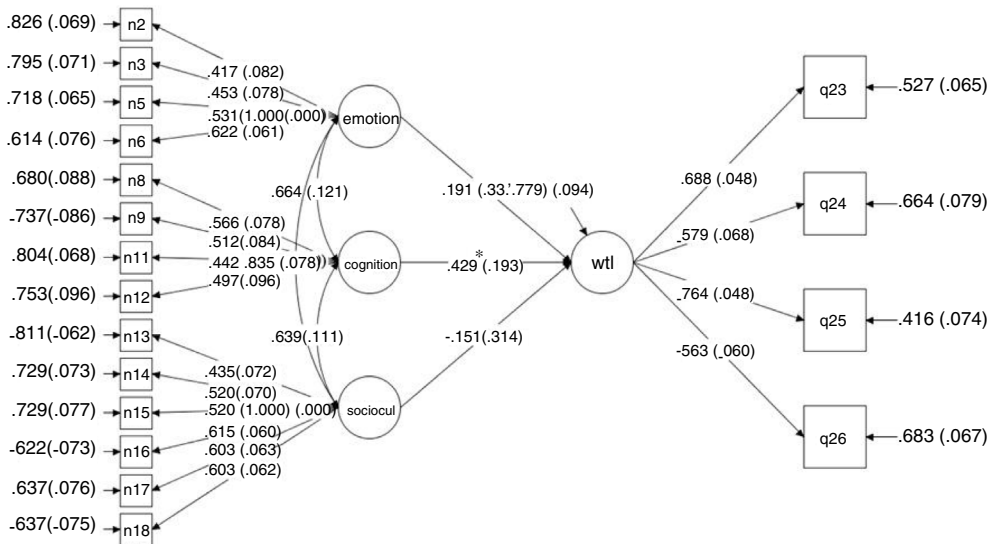 .826 (.069) n2
.795 (.071) n3
.718 (.065) n5
.614 (.076) n6
.680(.088) n8
-737(-086) n9
.804(.068) n11
.753(.096) n12
-811(-062) n13
.729(.073) n14
.729(.077) n15
-622(-073) n16
.637(.076) n17
-637(-075) n18
.417 (.082)
.453 (.078)
.531(1.000(.000)
.622 (.061)
emotion
.664 (.121)
.566 (.078)
.512(.084)
.442 .835 (.078)
.497(.096)
cognition
.639(.111)
.435(.072)
.520(.070)
.520 (1.000) (.000)
.615 (.060)
.603 (.063)
.603 (.062)
sociocul
.191 (.33.'.779) (.094)
*
.429 (.193)
-.151(.314)
wtl
.688 (.048)
-579 (.068)
-764 (.048)
-563 (.060)
q23 .527 (.065)
q24 .664 (.079)
q25 .416 (.074)
q26 .683 (.067)